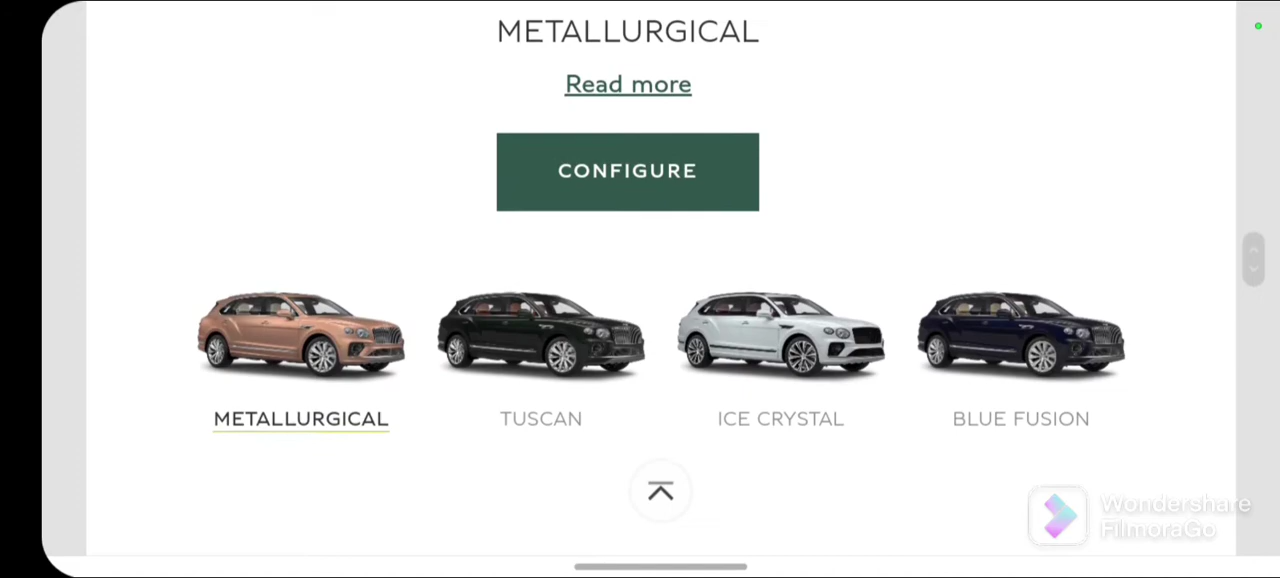 METALLURGICAL
Read more
CONFIGURE
METALLURGICAL
TUSCAN
ICE CRYSTAL
BLUE FUSION
Wondershare
FilmoraGo